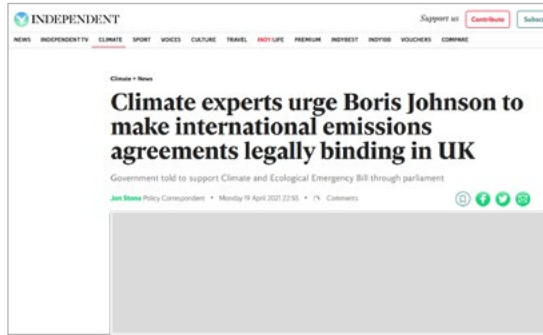 INDEPENDENT
Support us Contribute Subsc
NEWS INDEPENDENT TV CLIMATE SPORT VOICES CULTURE TRAVEL INDY/LIFE PREMIUM INDYBEST INDY100 VOUCHERS COMPARE
Climate • News
Climate experts urge Boris Johnson to
make international emissions
agreements legally binding in UK
Government told to support Climate and Ecological Emergency Bill through parliament
Jon Stone Policy Correspondent • Monday 19 April 2021 22:55 • Comments